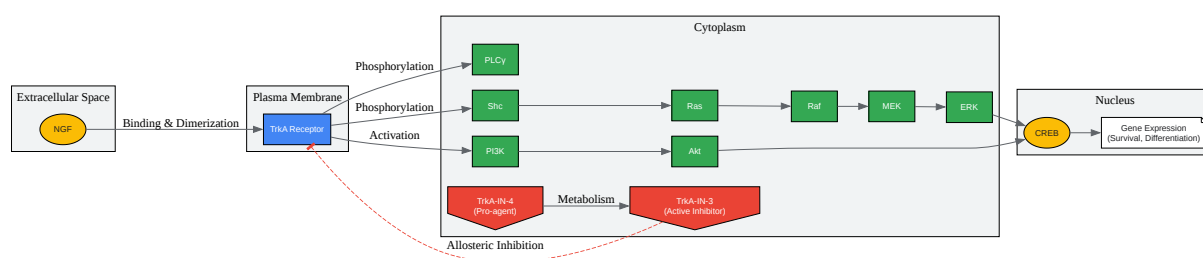 Cytoplasm
PLCγ
Phosphorylation
Extracellular Space
Plasma Membrane
Nucleus
Phosphorylation
Shc
Ras
Raf
MEK
ERK
NGF
Binding & Dimerization
TrkA Receptor
Activation
CREB
Gene Expression
(Survival, Differentiation)
PI3K
Akt
TrkA-IN-4
(Pro-agent)
Metabolism
TrkA-IN-3
(Active Inhibitor)
Allosteric Inhibition